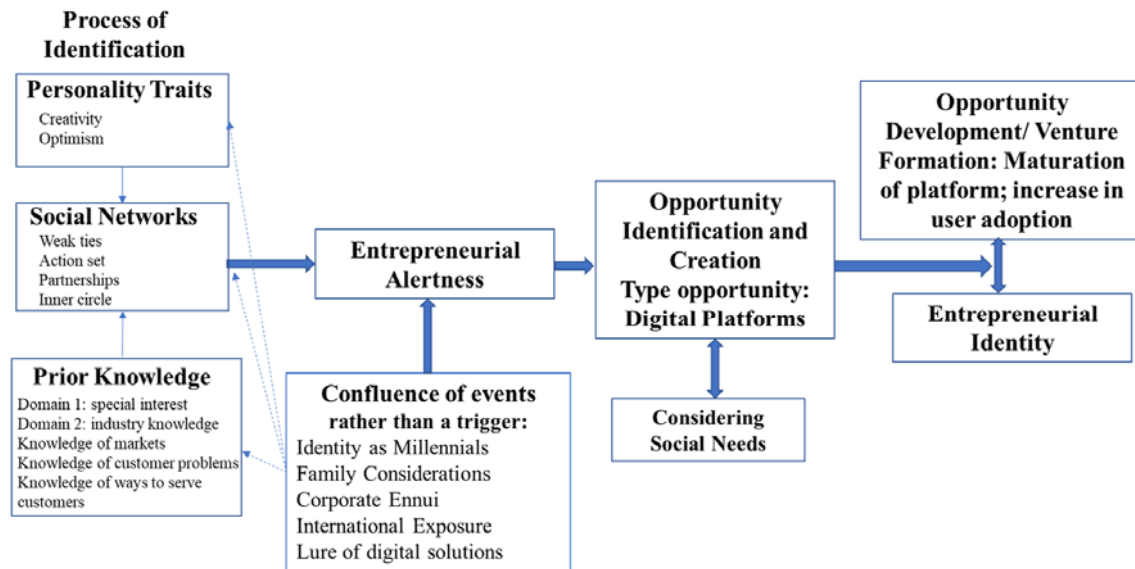 Process of
Identification
Personality Traits
Creativity
Optimism
Social Networks
Weak ties
Action set
Partnerships
Inner circle
Prior Knowledge
Domain 1: special interest
Domain 2: industry knowledge
Knowledge of markets
Knowledge of customer problems
Knowledge of ways to serve
customers
Entrepreneurial
Alertness
Confluence of events
rather than a trigger:
Identity as Millennials
Family Considerations
Corporate Ennui
International Exposure
Lure of digital solutions
Opportunity
Identification and
Creation
Type opportunity:
Digital Platforms
Considering
Social Needs
Opportunity
Development/ Venture
Formation: Maturation
of platform; increase in
user adoption
Entrepreneurial
Identity